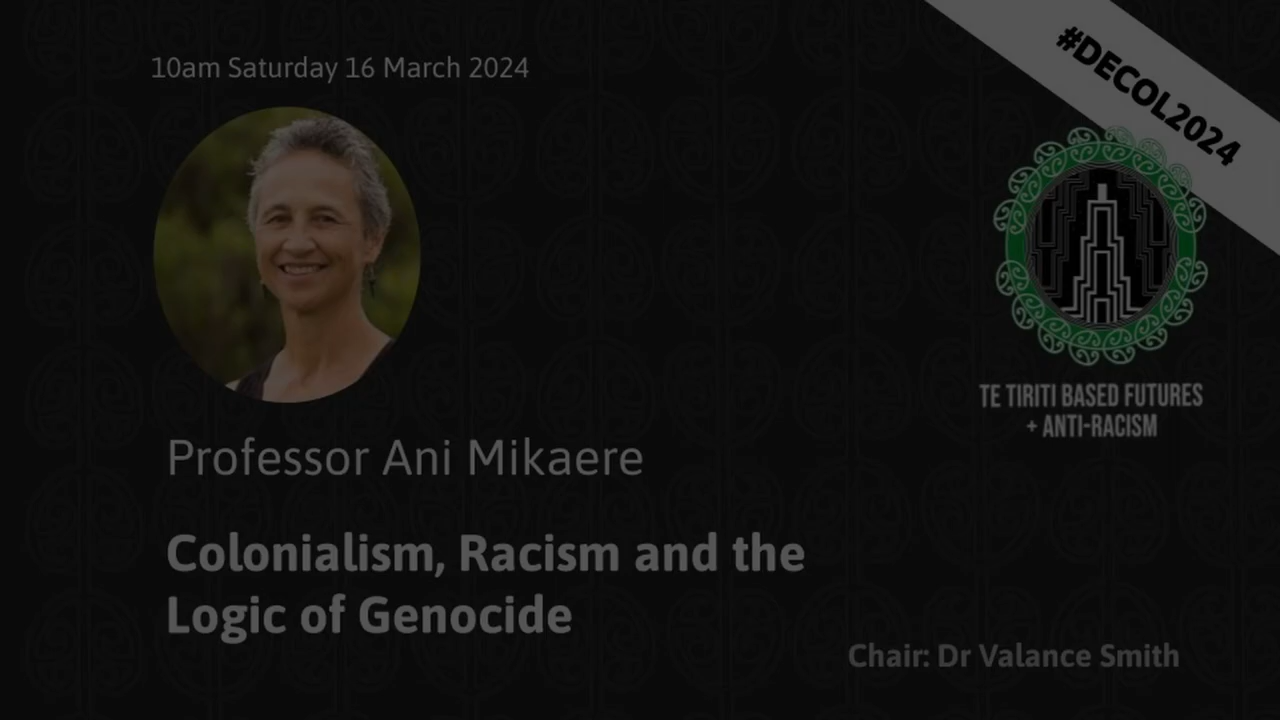 10am Saturday 16 March 2024
#DECOL2024
TE TIRITI BASED FUTURES
+ ANTI-RACISM
Professor Ani Mikaere
Colonialism, Racism and the
Logic of Genocide
Chair: Dr Valance Smith